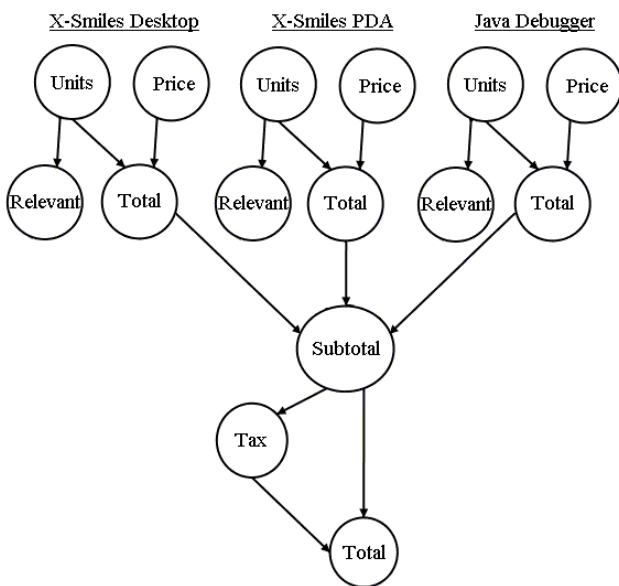 X-Smiles Desktop
X-Smiles PDA
Java Debugger
Units
Price
Units
Price
Units
Price
Relevant
Total
Relevant
Total
Relevant
Total
Subtotal
Tax
Total